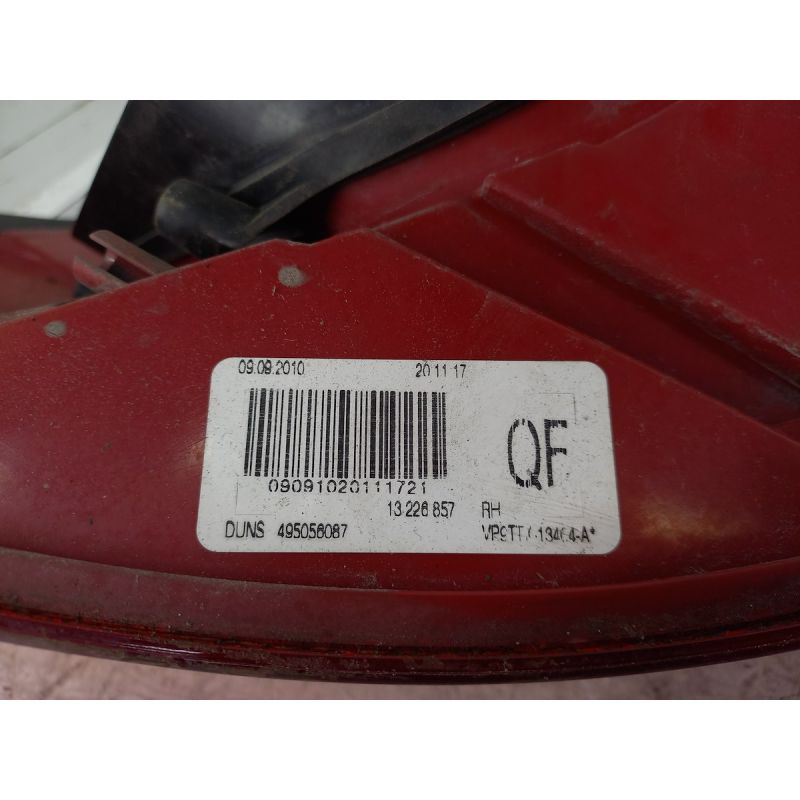 09.09.2010 20 11 17
QF
09091020111721
13 226 857 RH
DUNS 495056087